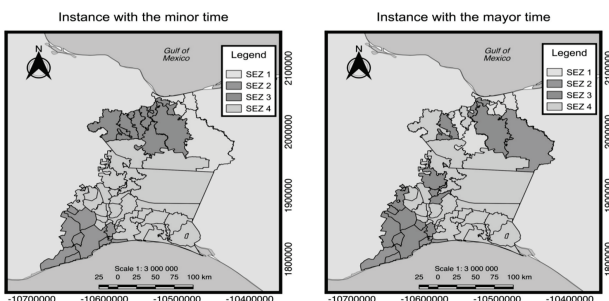 Instance with the minor time
N
Gulf of
Mexico
Legend
SEZ 1
SEZ 2
SEZ 3
SEZ 4
2100000
2000000
1900000
1800000
Scale 1: 3 000 000
25 0 25 50 75 100 km
-10700000 -10600000 -10500000 -10400000
Instance with the mayor time
N
Gulf of
Mexico
Legend
SEZ 1
SEZ 2
SEZ 3
SEZ 4
2100000
2000000
1900000
1800000
Scale 1: 3 000 000
25 0 25 50 75 100 km
-10700000 -10600000 -10500000 -10400000